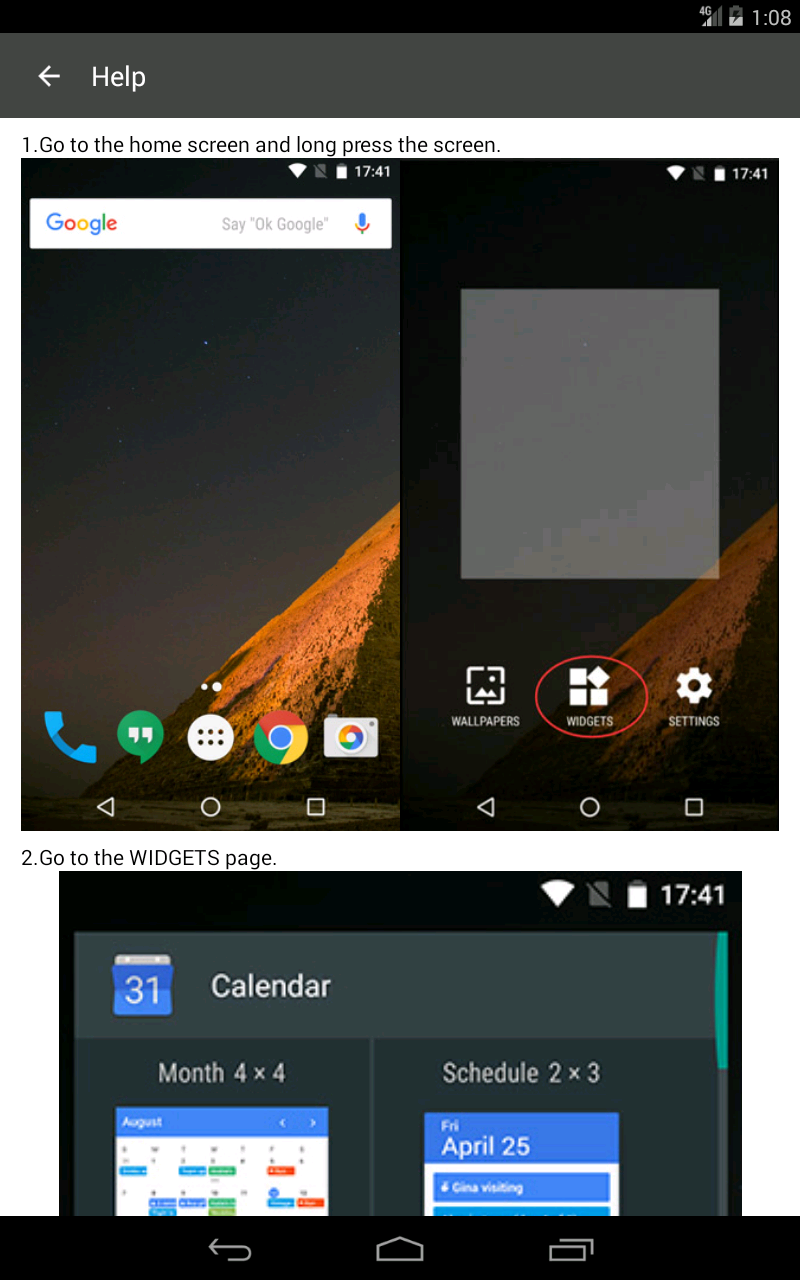 4G 1:08
Help
1.Go to the home screen and long press the screen.
17:41
17:41
Google Say "Ok Google"
WALLPAPERS WIDGETS SETTINGS
2.Go to the WIDGETS page.
17:41
31 Calendar
Month 4 × 4 Schedule 2 × 3
August
Fri
April 25
Gina visiting